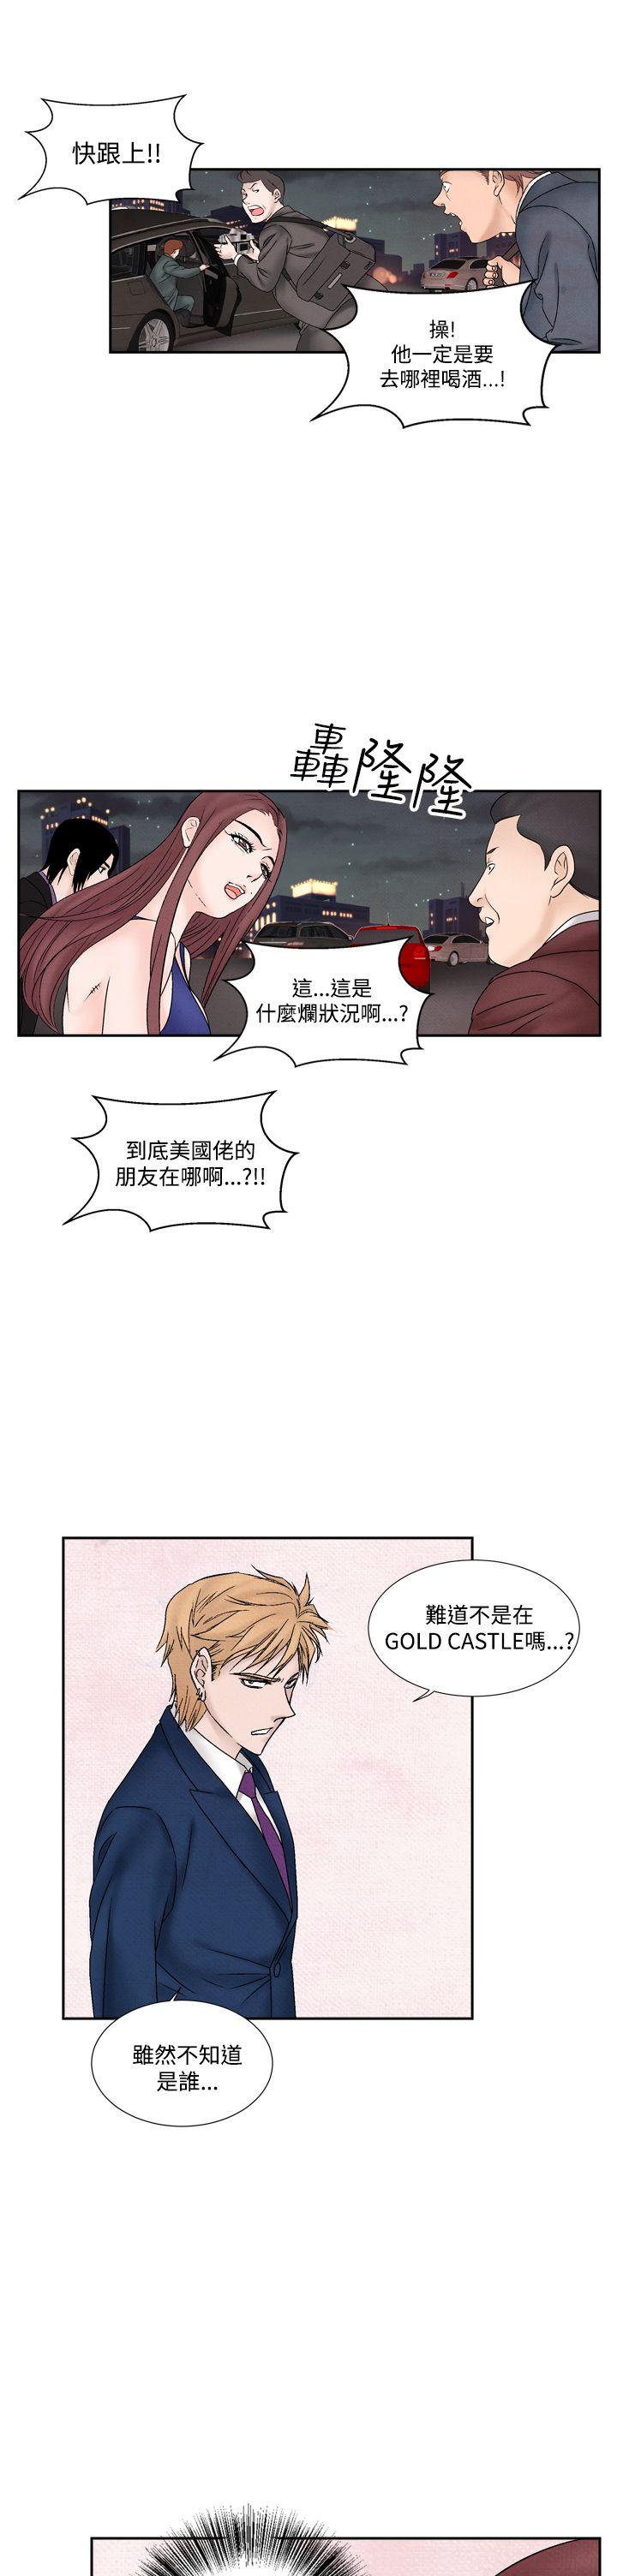 快跟上!!
操!
他一定是要
去哪裡喝酒...!
轟隆隆
這...這是
什麼爛狀況啊...?
到底美國佬的
朋友在哪啊...?!!
難道不是在
GOLD CASTLE嗎...?
雖然不知道
是誰...